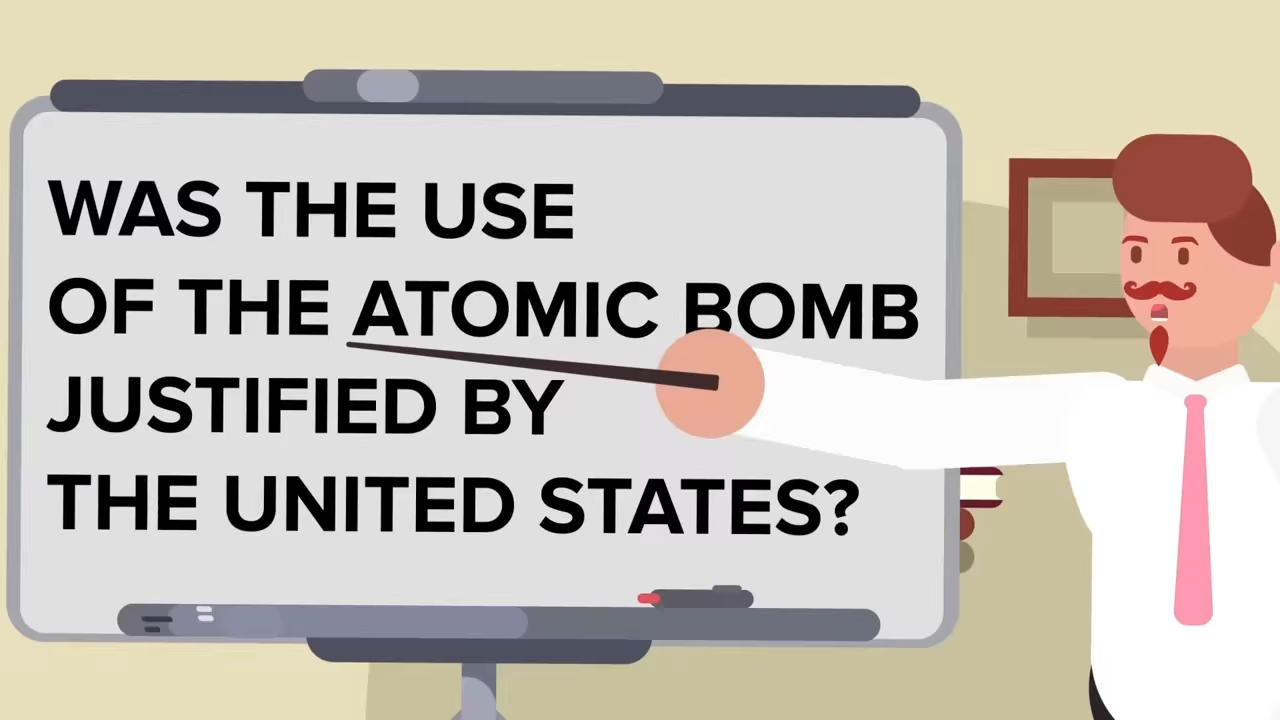 WAS THE USE
OF THE ATOMIC BOMB
JUSTIFIED BY
THE UNITED STATES?